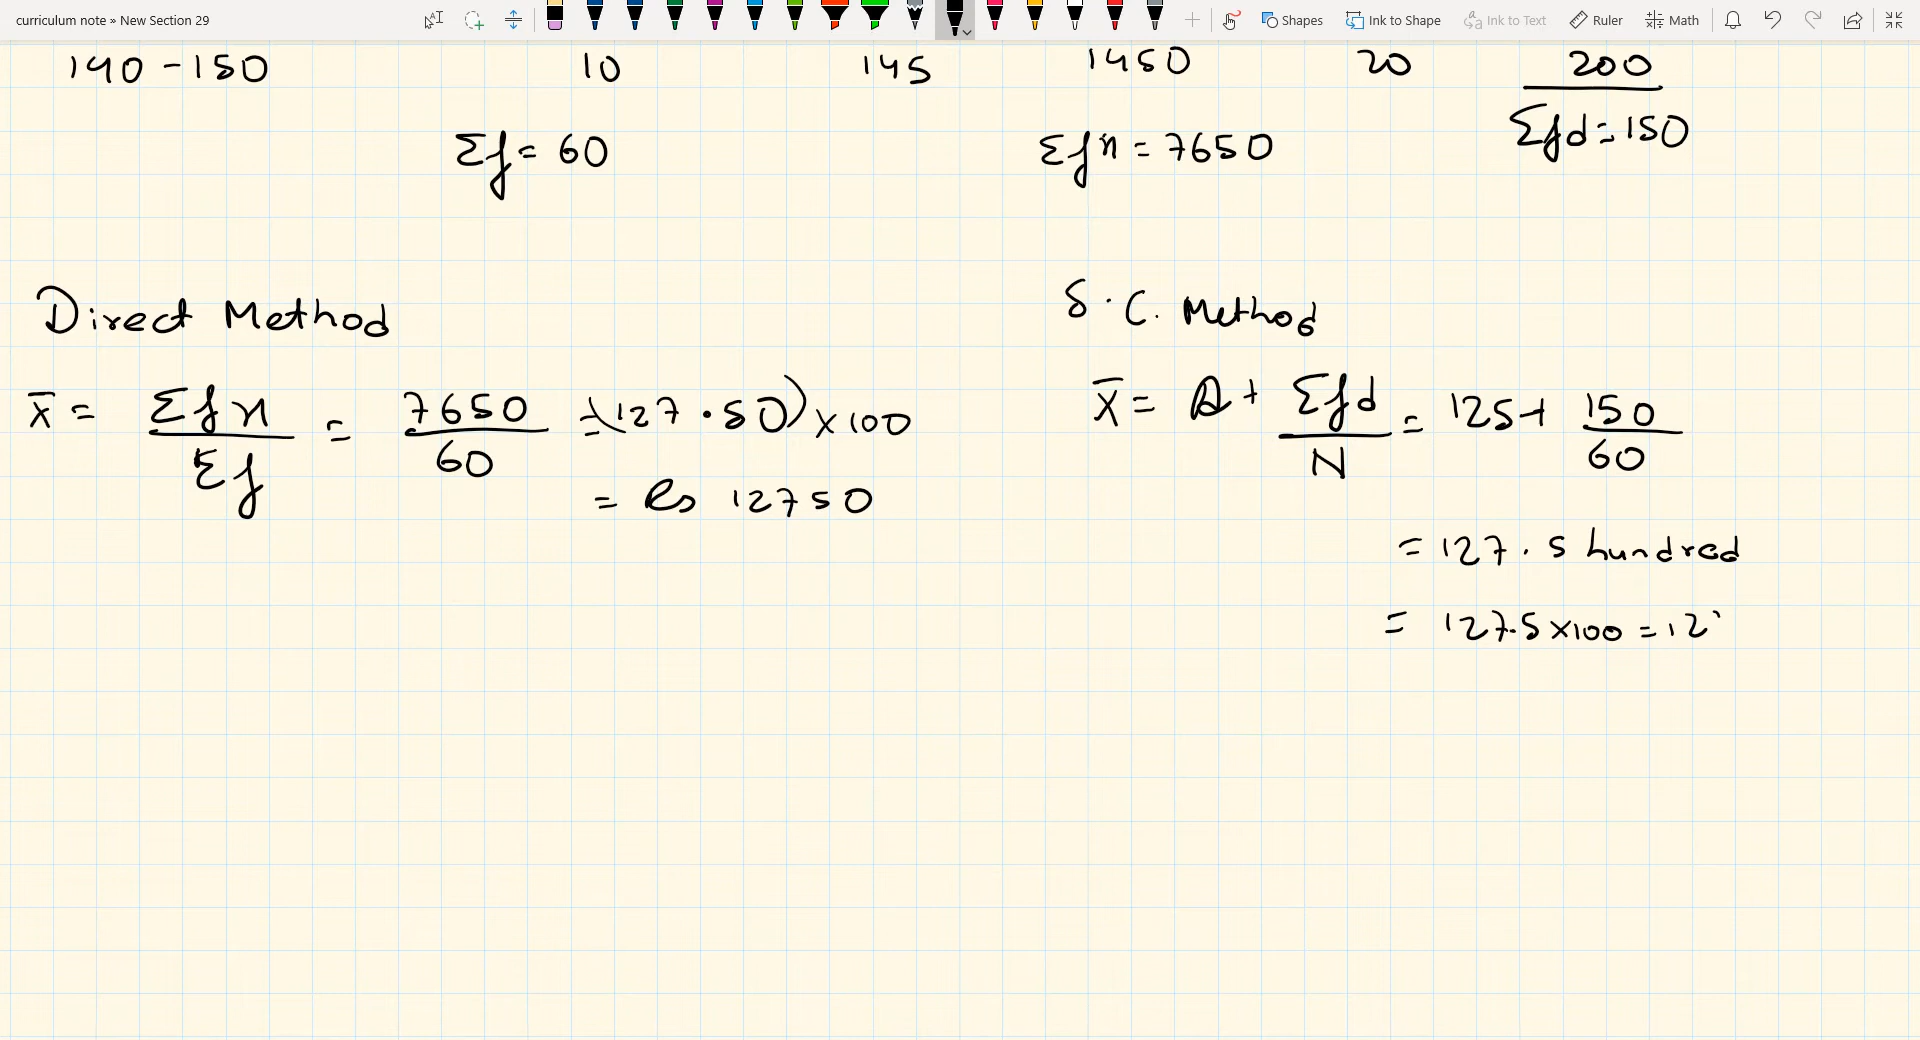 curriculum note » New Section 29
Shapes Ink to Shape Ink to Text Ruler Math
140 - 150 10 145 1450 20 200
Σf = 60 Σfx = 7650 Σfd = 150
Direct Method S.C. Method
x̄ = Σfx / Σf = 7650 / 60 = (127.50) × 100
= Rs 12750
X̄ = A + Σfd / N = 125 + 150 / 60
= 127.5 hundred
= 127.5 × 100 = 12